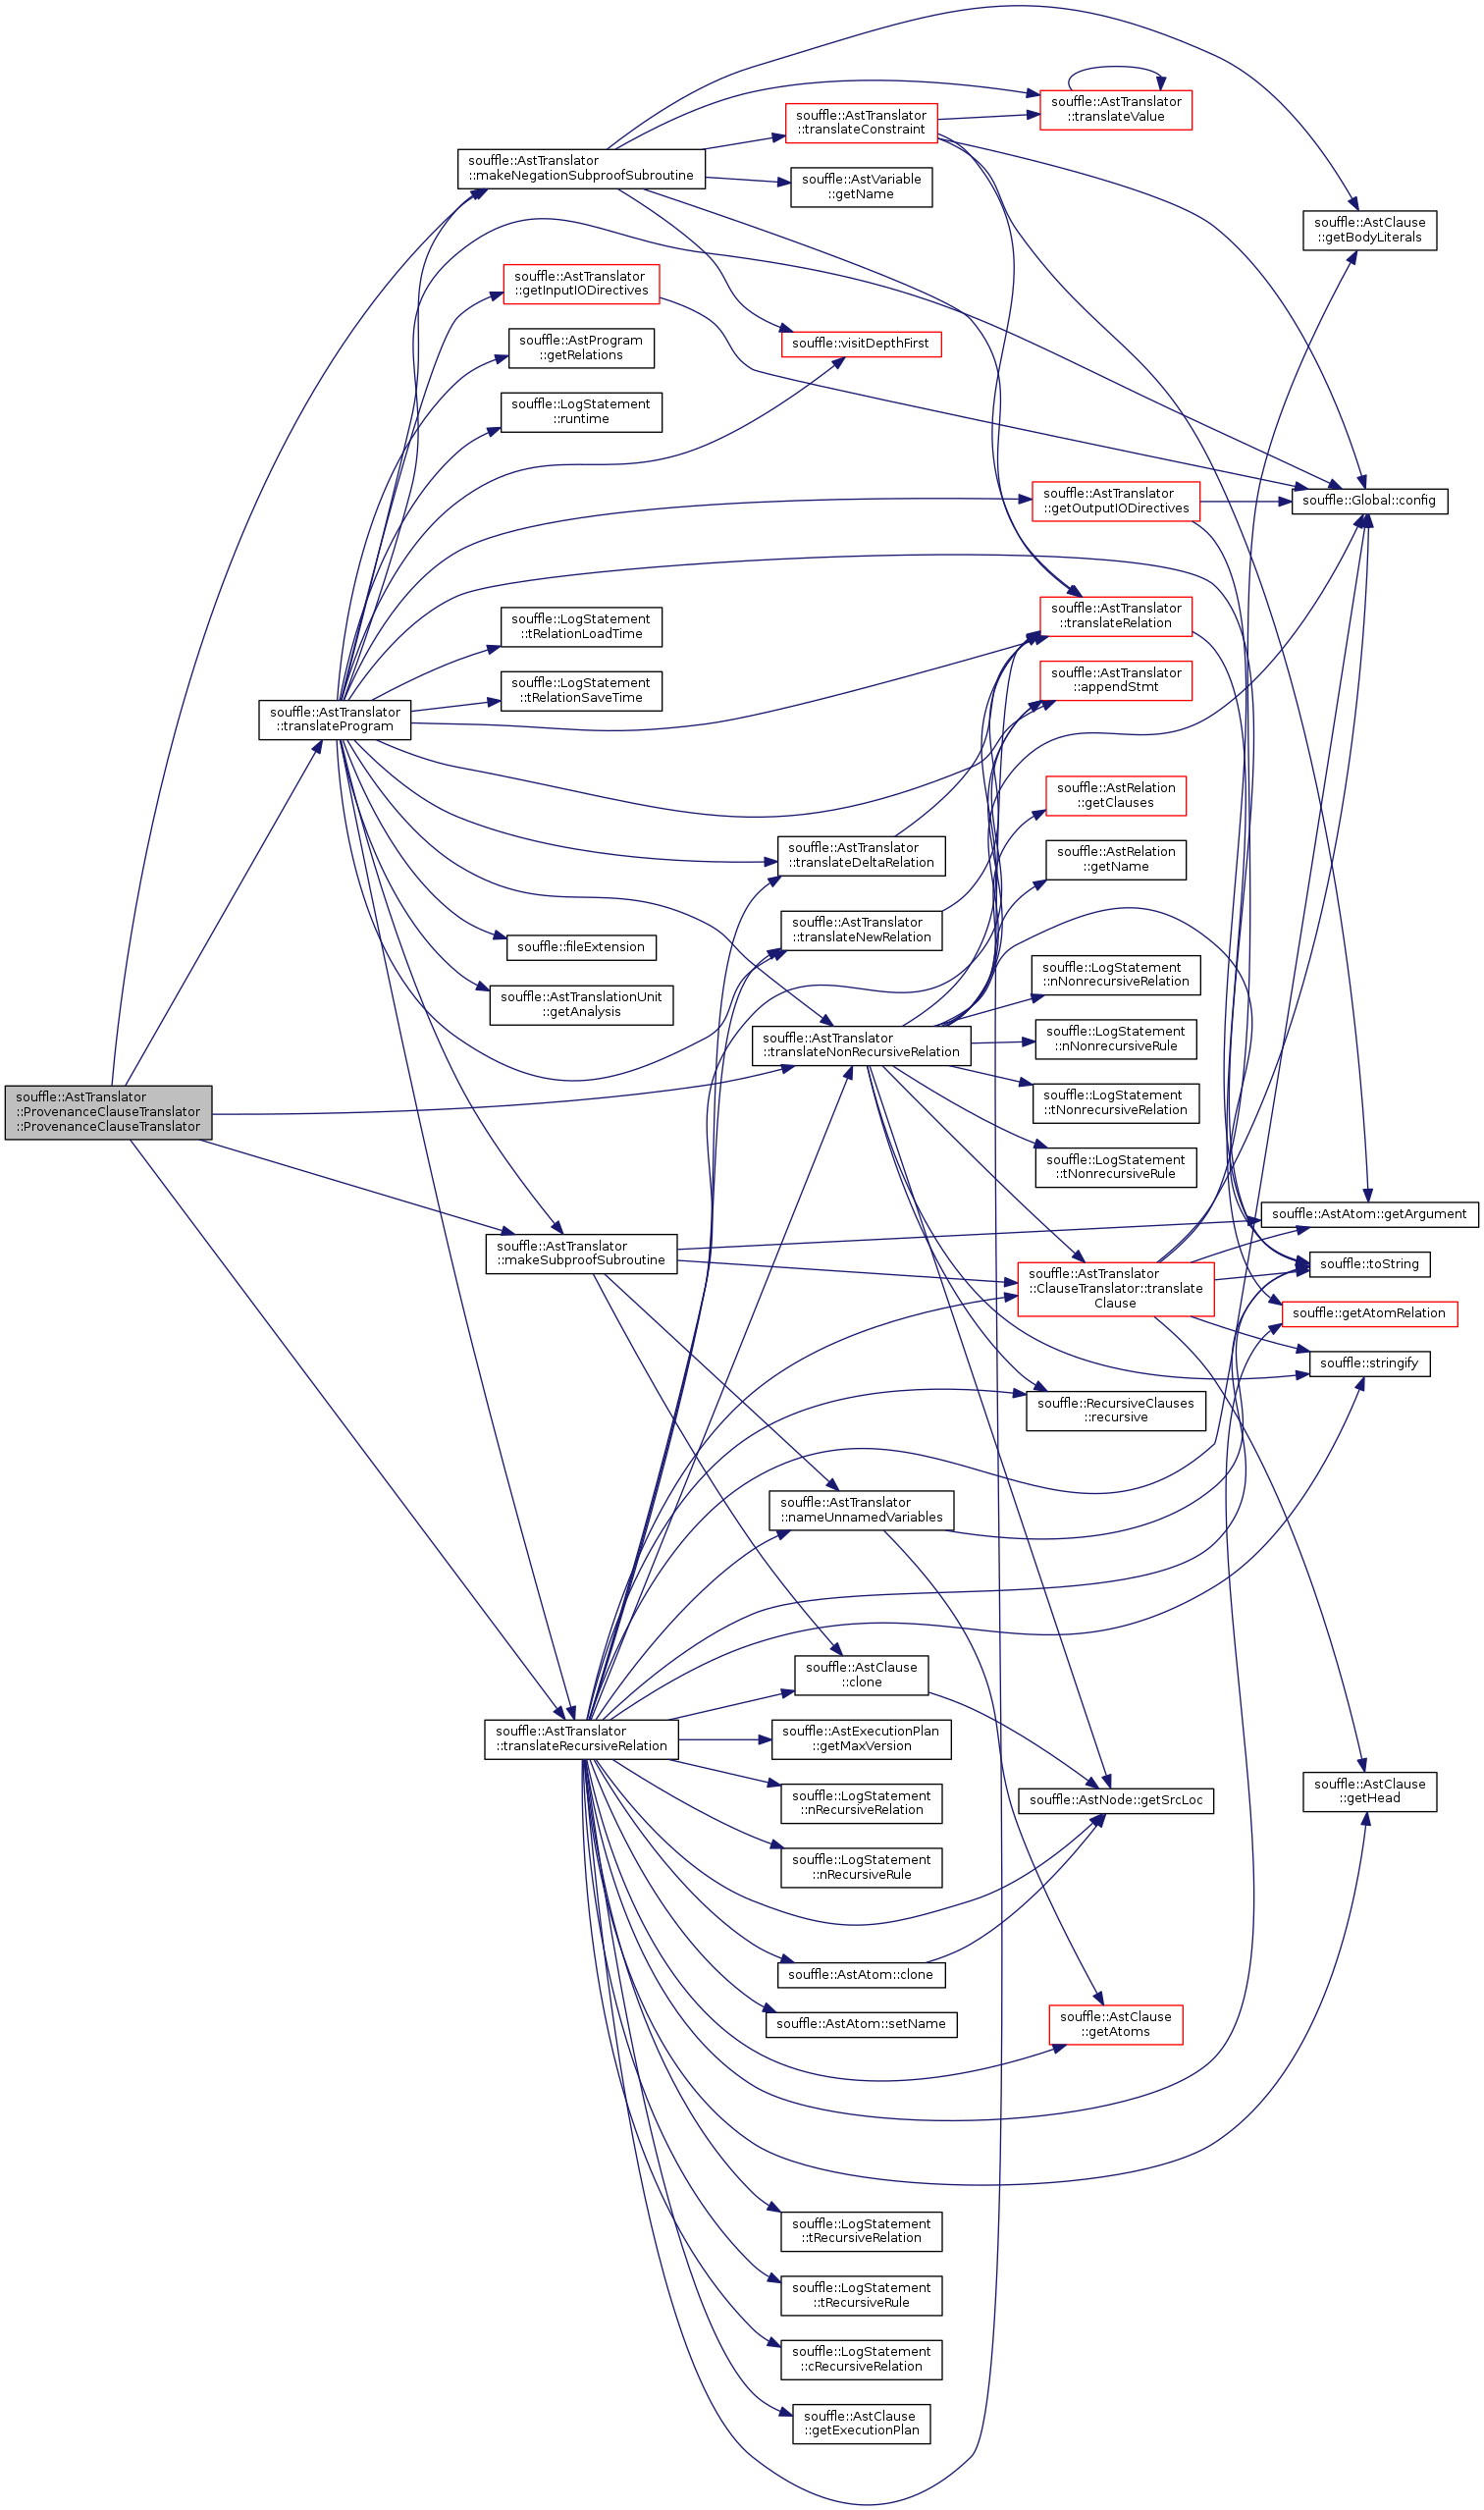 souffle::AstTranslator
::translateValue
souffle::AstTranslator
::translateConstraint
souffle::AstTranslator
::makeNegationSubproofSubroutine
souffle::AstVariable
::getName
souffle::AstClause
::getBodyLiterals
souffle::AstTranslator
::getInputIODirectives
souffle::visitDepthFirst
souffle::AstProgram
::getRelations
souffle::LogStatement
::runtime
souffle::AstTranslator
::getOutputIODirectives
souffle::Global::config
souffle::LogStatement
::tRelationLoadTime
souffle::AstTranslator
::translateRelation
souffle::LogStatement
::tRelationSaveTime
souffle::AstTranslator
::appendStmt
souffle::AstTranslator
::translateProgram
souffle::AstRelation
::getClauses
souffle::AstTranslator
::translateDeltaRelation
souffle::AstRelation
::getName
souffle::fileExtension
souffle::AstTranslator
::translateNewRelation
souffle::AstTranslationUnit
::getAnalysis
souffle::LogStatement
::nNonrecursiveRelation
souffle::AstTranslator
::translateNonRecursiveRelation
souffle::LogStatement
::nNonrecursiveRule
souffle::AstTranslator
::ProvenanceClauseTranslator
::ProvenanceClauseTranslator
souffle::LogStatement
::tNonrecursiveRelation
souffle::LogStatement
::tNonrecursiveRule
souffle::AstAtom::getArgument
souffle::AstTranslator
::makeSubproofSubroutine
souffle::toString
souffle::AstTranslator
::ClauseTranslator::translate
Clause
souffle::getAtomRelation
souffle::stringify
souffle::RecursiveClauses
::recursive
souffle::AstTranslator
::nameUnnamedVariables
souffle::AstClause
::clone
souffle::AstTranslator
::translateRecursiveRelation
souffle::AstExecutionPlan
::getMaxVersion
souffle::LogStatement
::nRecursiveRelation
souffle::AstNode::getSrcLoc
souffle::AstClause
::getHead
souffle::LogStatement
::nRecursiveRule
souffle::AstAtom::clone
souffle::AstAtom::setName
souffle::AstClause
::getAtoms
souffle::LogStatement
::tRecursiveRelation
souffle::LogStatement
::tRecursiveRule
souffle::LogStatement
::cRecursiveRelation
souffle::AstClause
::getExecutionPlan